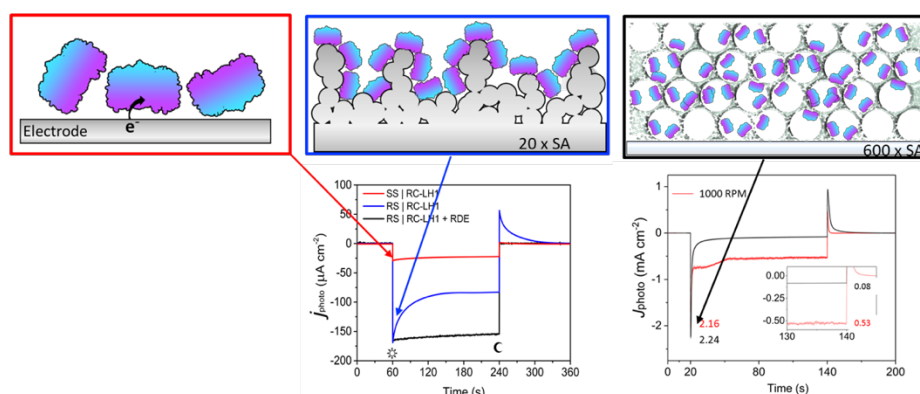 Electrode
e-
20 x SA
600 x SA
SS | RC-LH1
RS | RC-LH1
RS | RC-LH1 + RDE
100
50
0
-50
-100
-150
-200
j photo (µA cm-2)
0
60
120
180
240
300
360
Time (s)
1000 RPM
1
0
-1
-2
J photo (mA cm-2)
2.16
2.24
0.00
-0.25
-0.50
0.08
0.53
130
140
0
20
80
140
200
Time (s)